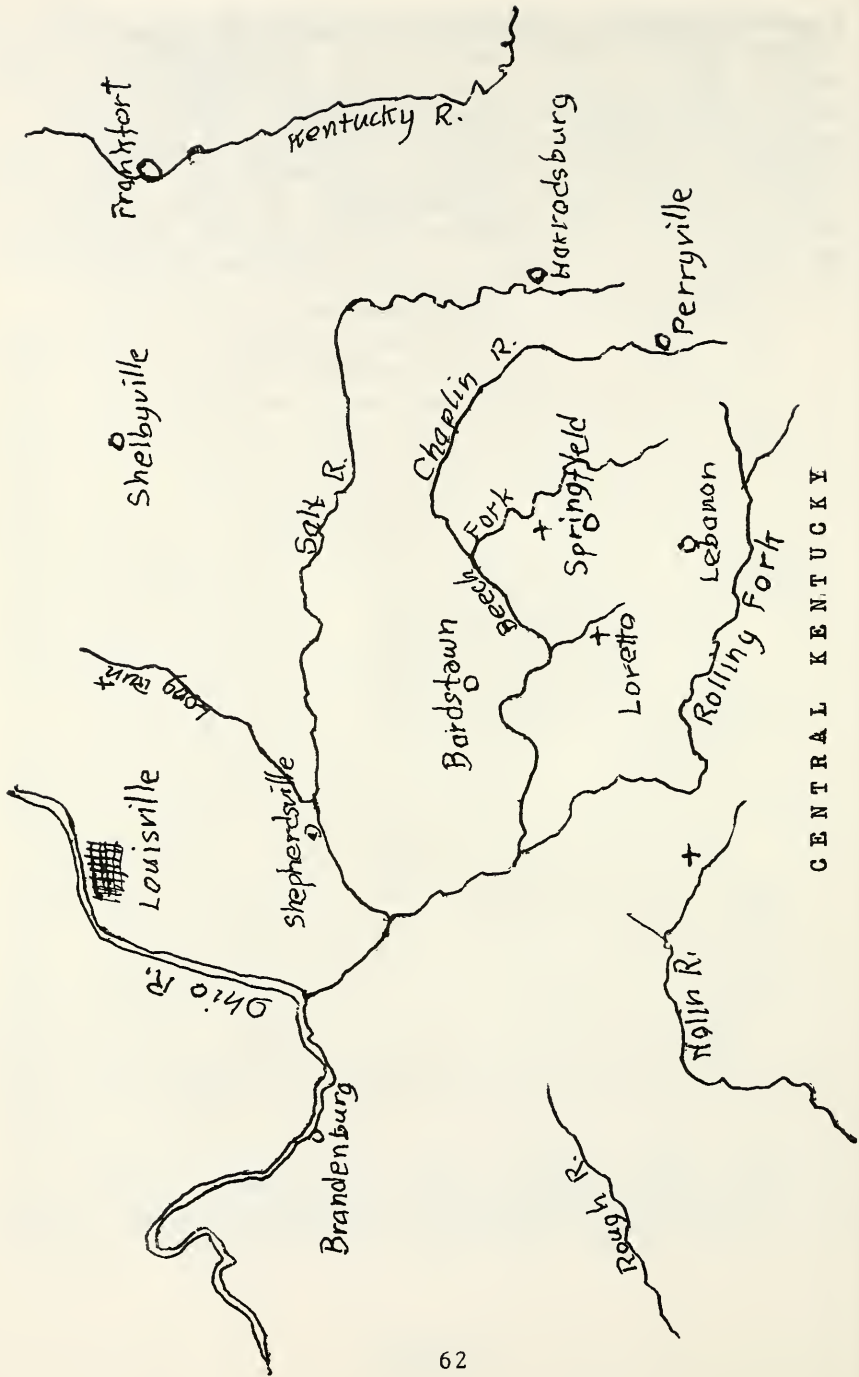 Frankfort
Kentucky R.
Shelbyville
Harrodsburg
Perryville
Salt R.
Chaplin R.
Long Run
Beech Fork
Springfield
Louisville
Shepherdsville
Bardstown
Loretto
Lebanon
Rolling Fork
Ohio R.
Brandenburg
Nolin R.
Rough R.
CENTRAL KENTUCKY
62